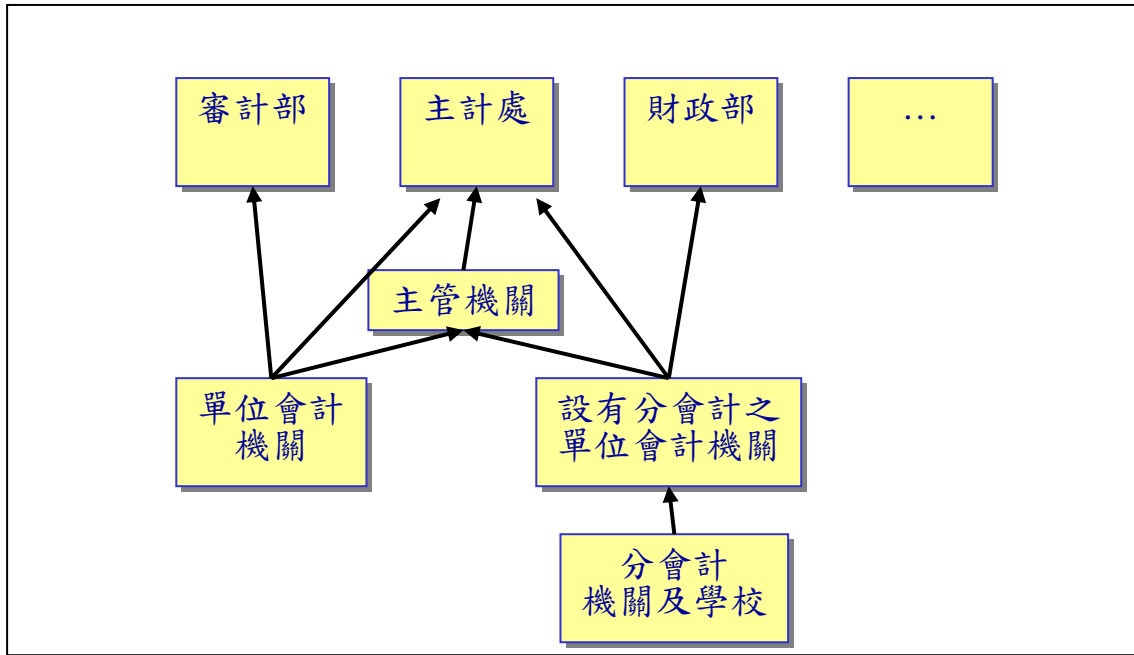 審計部
主計處
財政部
…
主管機關
單位會計
機關
設有分會計之
單位會計機關
分會計
機關及學校